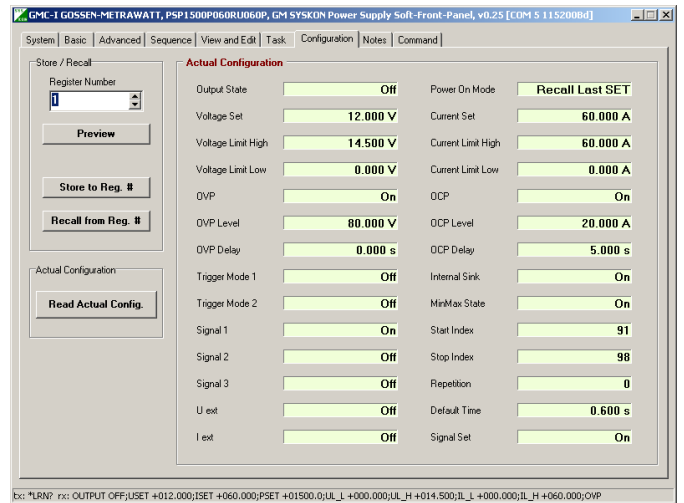 GMC-I GOSSEN-METRAWATT, PSP1500P060RU060P, GM SYSKON Power Supply Soft-Front-Panel, v0.25 [COM 5 115200Bd]
System Basic Advanced Sequence View and Edit Task Configuration Notes Command
Store / Recall
Register Number
1
Preview
Store to Reg. #
Recall from Reg. #
Actual Configuration
Read Actual Config.
Actual Configuration
Output State Off Power On Mode Recall Last SET
Voltage Set 12.000 V Current Set 60.000 A
Voltage Limit High 14.500 V Current Limit High 60.000 A
Voltage Limit Low 0.000 V Current Limit Low 0.000 A
OVP On OCP On
OVP Level 80.000 V OCP Level 20.000 A
OVP Delay 0.000 s OCP Delay 5.000 s
Trigger Mode 1 Off Internal Sink On
Trigger Mode 2 Off MinMax State On
Signal 1 On Start Index 91
Signal 2 Off Stop Index 98
Signal 3 Off Repetition 0
U ext Off Default Time 0.600 s
I ext Off Signal Set On
tx: *LRN? rx: OUTPUT OFF;USET +012.000;ISET +060.000;PSET +01500.0;UL_L +000.000;UL_H +014.500;IL_L +000.000;IL_H +060.000;OVP